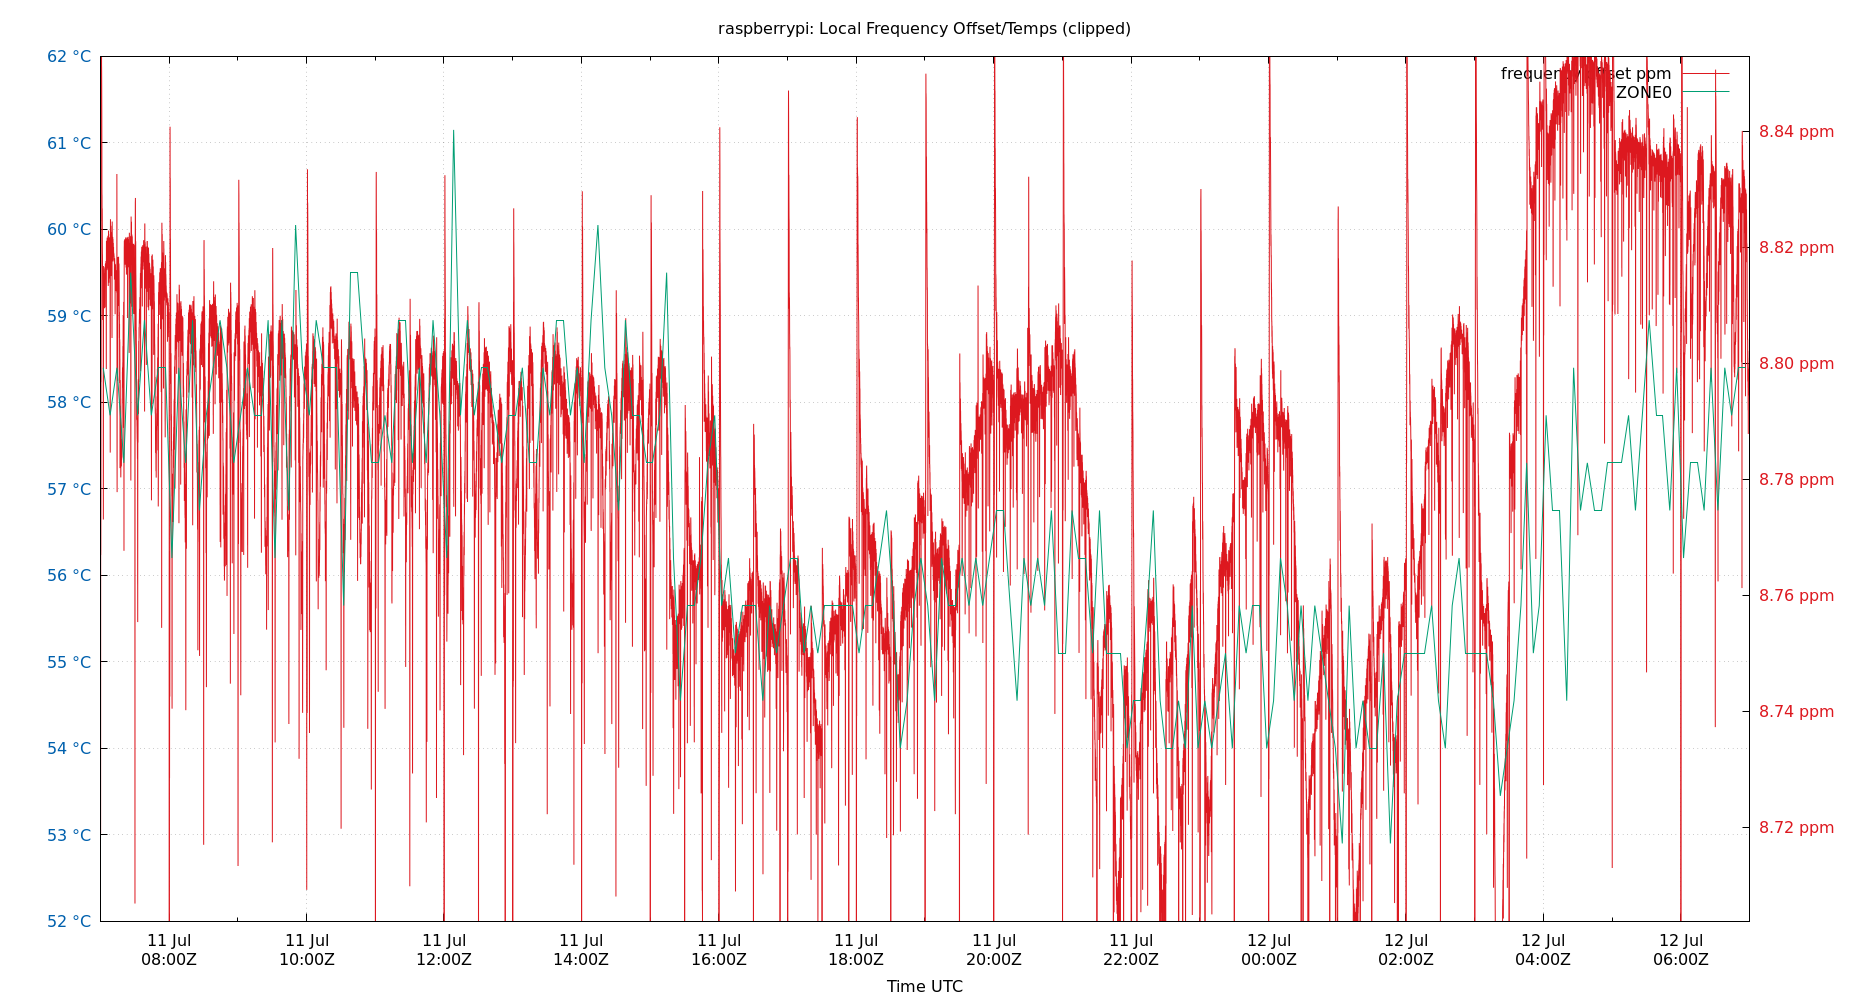 raspberrypi: Local Frequency Offset/Temps (clipped)
62 °C
61 °C
60 °C
59 °C
58 °C
57 °C
56 °C
55 °C
54 °C
53 °C
52 °C
frequency offset ppm
ZONE0
8.84 ppm
8.82 ppm
8.80 ppm
8.78 ppm
8.76 ppm
8.74 ppm
8.72 ppm
11 Jul 11 Jul 11 Jul 11 Jul 11 Jul 11 Jul 11 Jul 11 Jul 12 Jul 12 Jul 12 Jul 12 Jul
08:00Z 10:00Z 12:00Z 14:00Z 16:00Z 18:00Z 20:00Z 22:00Z 00:00Z 02:00Z 04:00Z 06:00Z
Time UTC